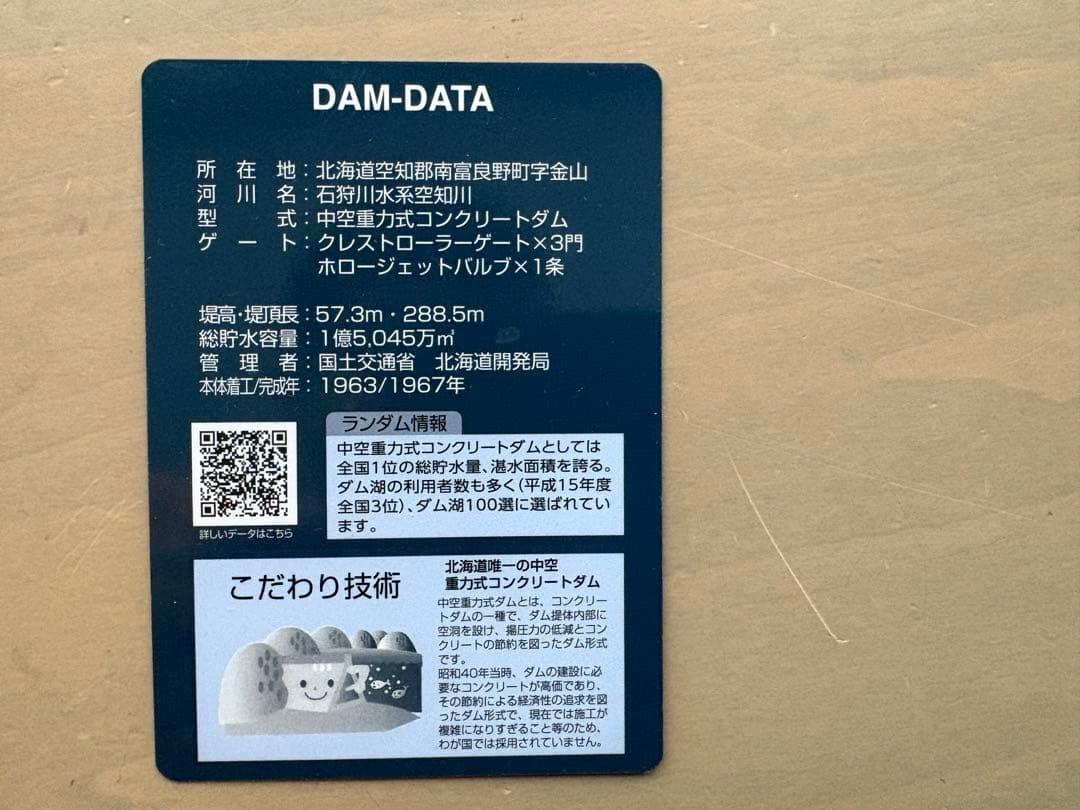 DAM-DATA
所在地：北海道空知郡南富良野町字金山
河川名：石狩川水系空知川
型式：中空重力式コンクリートダム
ゲート：クレストローラーゲート×3門
ホロージェットバルブ×1条
堤高・堤頂長：57.3m・288.5m
総貯水容量：1億5,045万㎥
管理者：国土交通省　北海道開発局
本体着工/完成年：1963/1967年
ランダム情報
中空重力式コンクリートダムとしては
全国1位の総貯水量、湛水面積を誇る。
ダム湖の利用者数も多く(平成15年度
全国3位)、ダム湖100選に選ばれてい
ます。
詳しいデータはこちら
こだわり技術
北海道唯一の中空
重力式コンクリートダム
中空重力式ダムとは、コンクリー
トダムの一種で、ダム提体内部に
空洞を設け、揚圧力の低減とコン
クリートの節約を図ったダム形式
です。
昭和40年当時、ダムの建設に必
要なコンクリートが高価であり、
その節約による経済性の追求を図
ったダム形式で、現在では施工が
複雑になりすぎること等のため、
わが国では採用されていません。